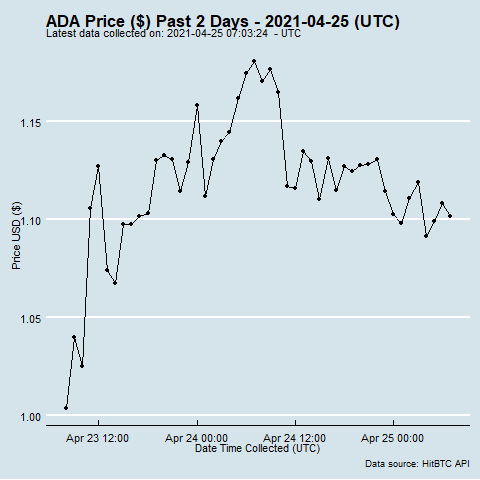 ADA Price ($) Past 2 Days - 2021-04-25 (UTC)
Latest data collected on: 2021-04-25 07:03:24 - UTC
1.15
1.10
1.05
1.00
Price USD ($)
Apr 23 12:00
Apr 24 00:00
Apr 24 12:00
Apr 25 00:00
Date Time Collected (UTC)
Data source: HitBTC API